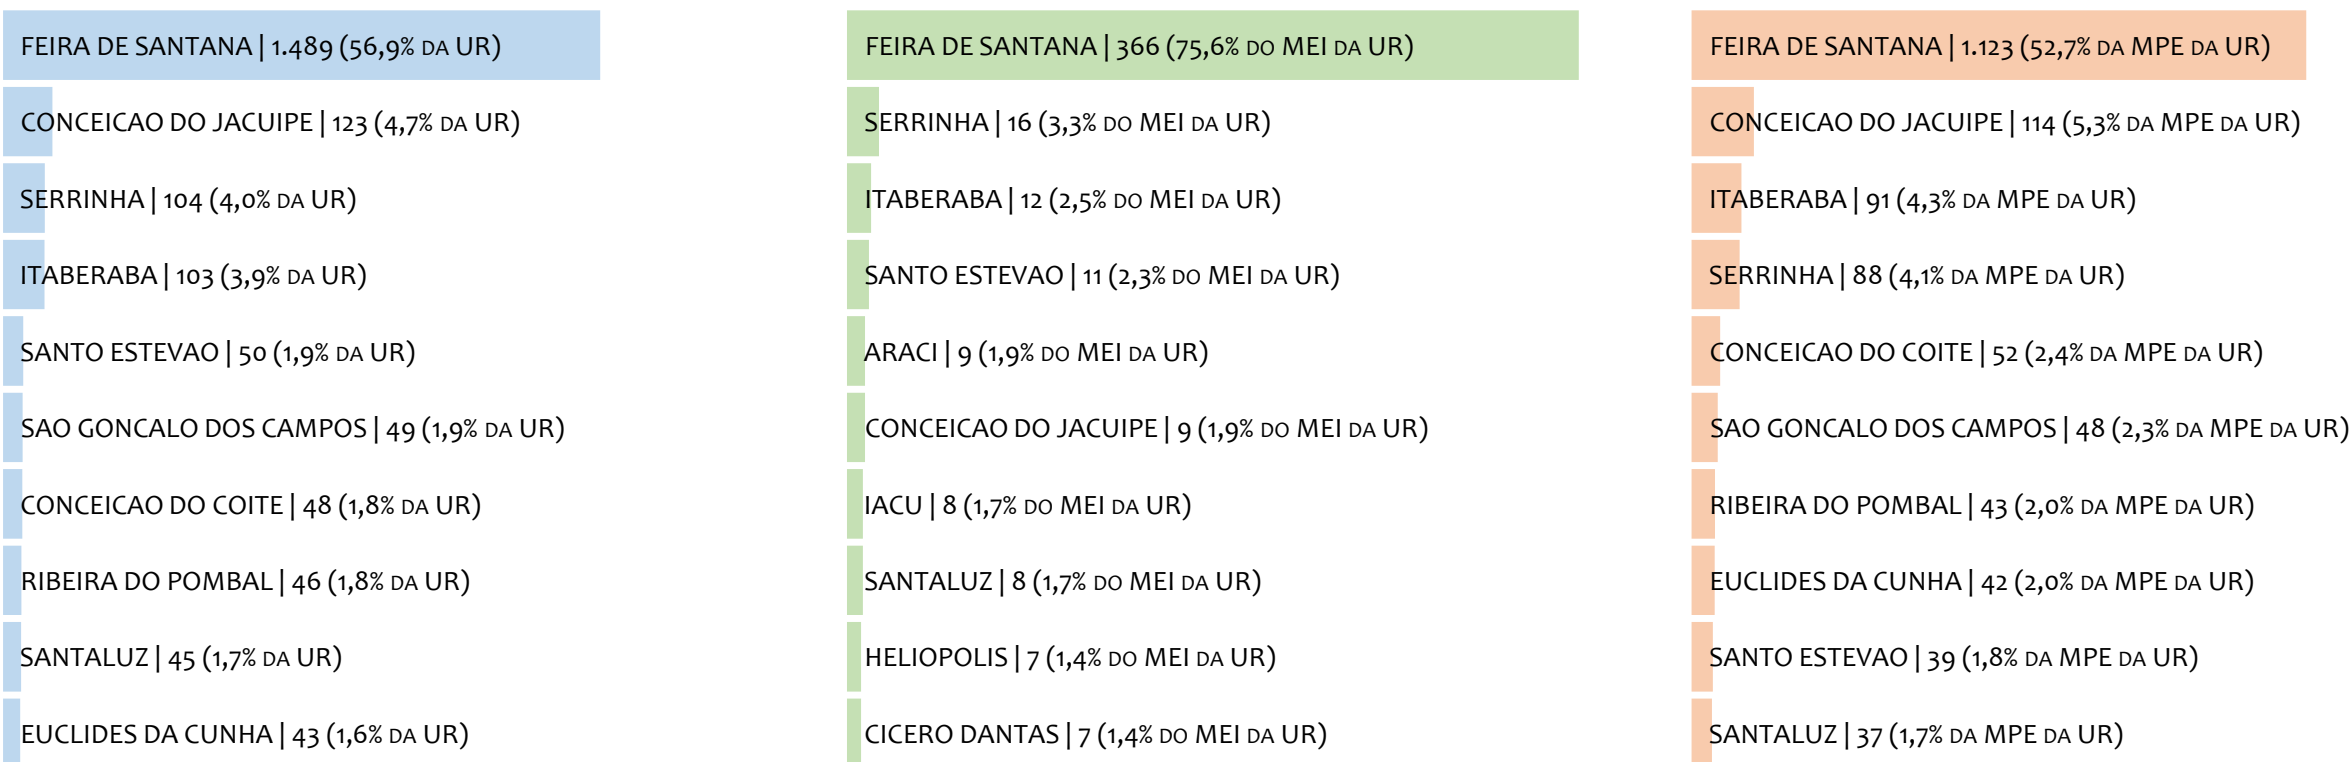 FEIRA DE SANTANA | 1.489 (56,9% DA UR)
CONCEICAO DO JACUIPE | 123 (4,7% DA UR)
SERRINHA | 104 (4,0% DA UR)
ITABERABA | 103 (3,9% DA UR)
SANTO ESTEVAO | 50 (1,9% DA UR)
SAO GONCALO DOS CAMPOS | 49 (1,9% DA UR)
CONCEICAO DO COITE | 48 (1,8% DA UR)
RIBEIRA DO POMBAL | 46 (1,8% DA UR)
SANTALUZ | 45 (1,7% DA UR)
EUCLIDES DA CUNHA | 43 (1,6% DA UR)
FEIRA DE SANTANA | 366 (75,6% DO MEI DA UR)
SERRINHA | 16 (3,3% DO MEI DA UR)
ITABERABA | 12 (2,5% DO MEI DA UR)
SANTO ESTEVAO | 11 (2,3% DO MEI DA UR)
ARACI | 9 (1,9% DO MEI DA UR)
CONCEICAO DO JACUIPE | 9 (1,9% DO MEI DA UR)
IACU | 8 (1,7% DO MEI DA UR)
SANTALUZ | 8 (1,7% DO MEI DA UR)
HELIOPOLIS | 7 (1,4% DO MEI DA UR)
CICERO DANTAS | 7 (1,4% DO MEI DA UR)
FEIRA DE SANTANA | 1.123 (52,7% DA MPE DA UR)
CONCEICAO DO JACUIPE | 114 (5,3% DA MPE DA UR)
ITABERABA | 91 (4,3% DA MPE DA UR)
SERRINHA | 88 (4,1% DA MPE DA UR)
CONCEICAO DO COITE | 52 (2,4% DA MPE DA UR)
SAO GONCALO DOS CAMPOS | 48 (2,3% DA MPE DA UR)
RIBEIRA DO POMBAL | 43 (2,0% DA MPE DA UR)
EUCLIDES DA CUNHA | 42 (2,0% DA MPE DA UR)
SANTO ESTEVAO | 39 (1,8% DA MPE DA UR)
SANTALUZ | 37 (1,7% DA MPE DA UR)